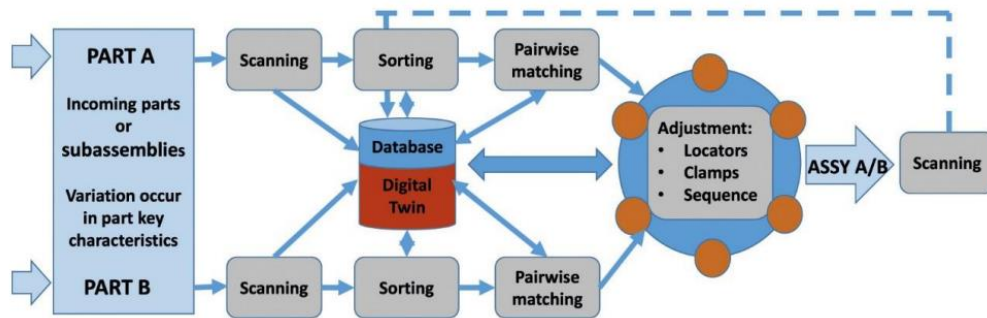 PART A
Incoming parts
or
subassemblies
Variation occur
in part key
characteristics
PART B
Scanning
Sorting
Pairwise
matching
Database
Digital
Twin
Scanning
Sorting
Pairwise
matching
Adjustment:
• Locators
• Clamps
• Sequence
ASSY A/B
Scanning